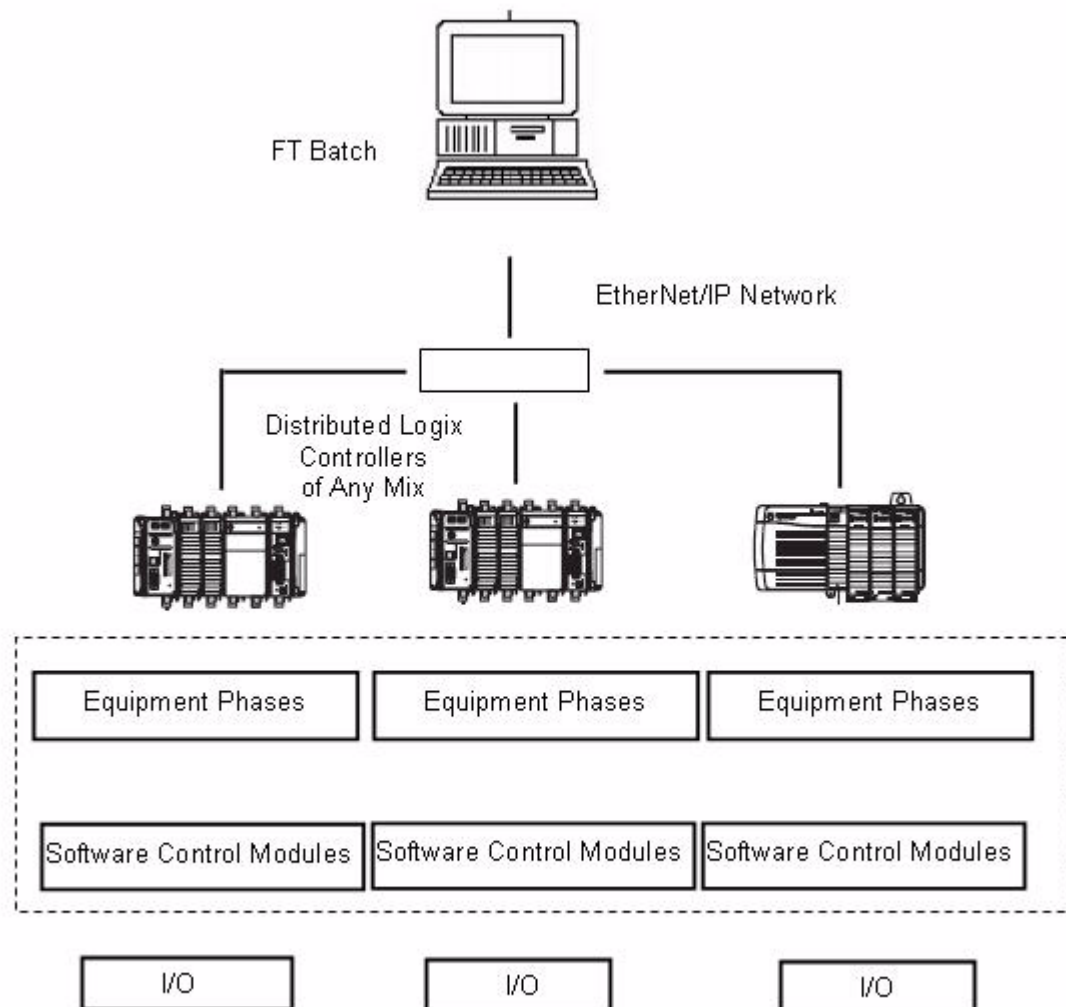 FT Batch
EtherNet/IP Network
Distributed Logix
Controllers
of Any Mix
Equipment Phases
Equipment Phases
Equipment Phases
Software Control Modules
Software Control Modules
Software Control Modules
I/O
I/O
I/O